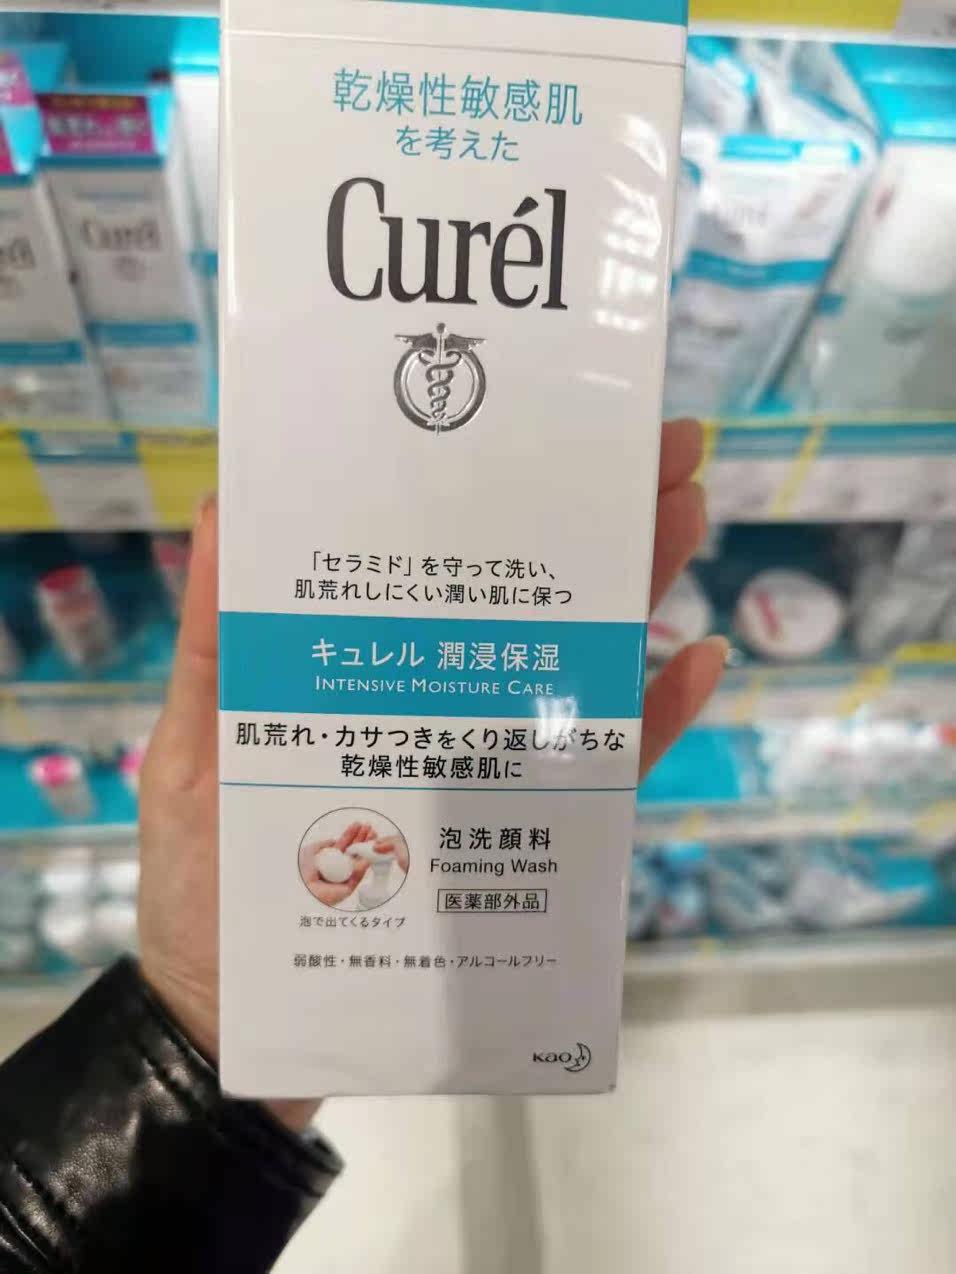 乾燥性敏感肌
を考えた
Curél
「セラミド」を守って洗い、
肌荒れしにくい潤い肌に保つ
キュレル 潤浸保湿
INTENSIVE MOISTURE CARE
肌荒れ・カサつきをくり返しがちな
乾燥性敏感肌に
泡洗顔料
Foaming Wash
医薬部外品
泡で出てくるタイプ
弱酸性・無香料・無着色・アルコールフリー
Kao
Curél
Curél